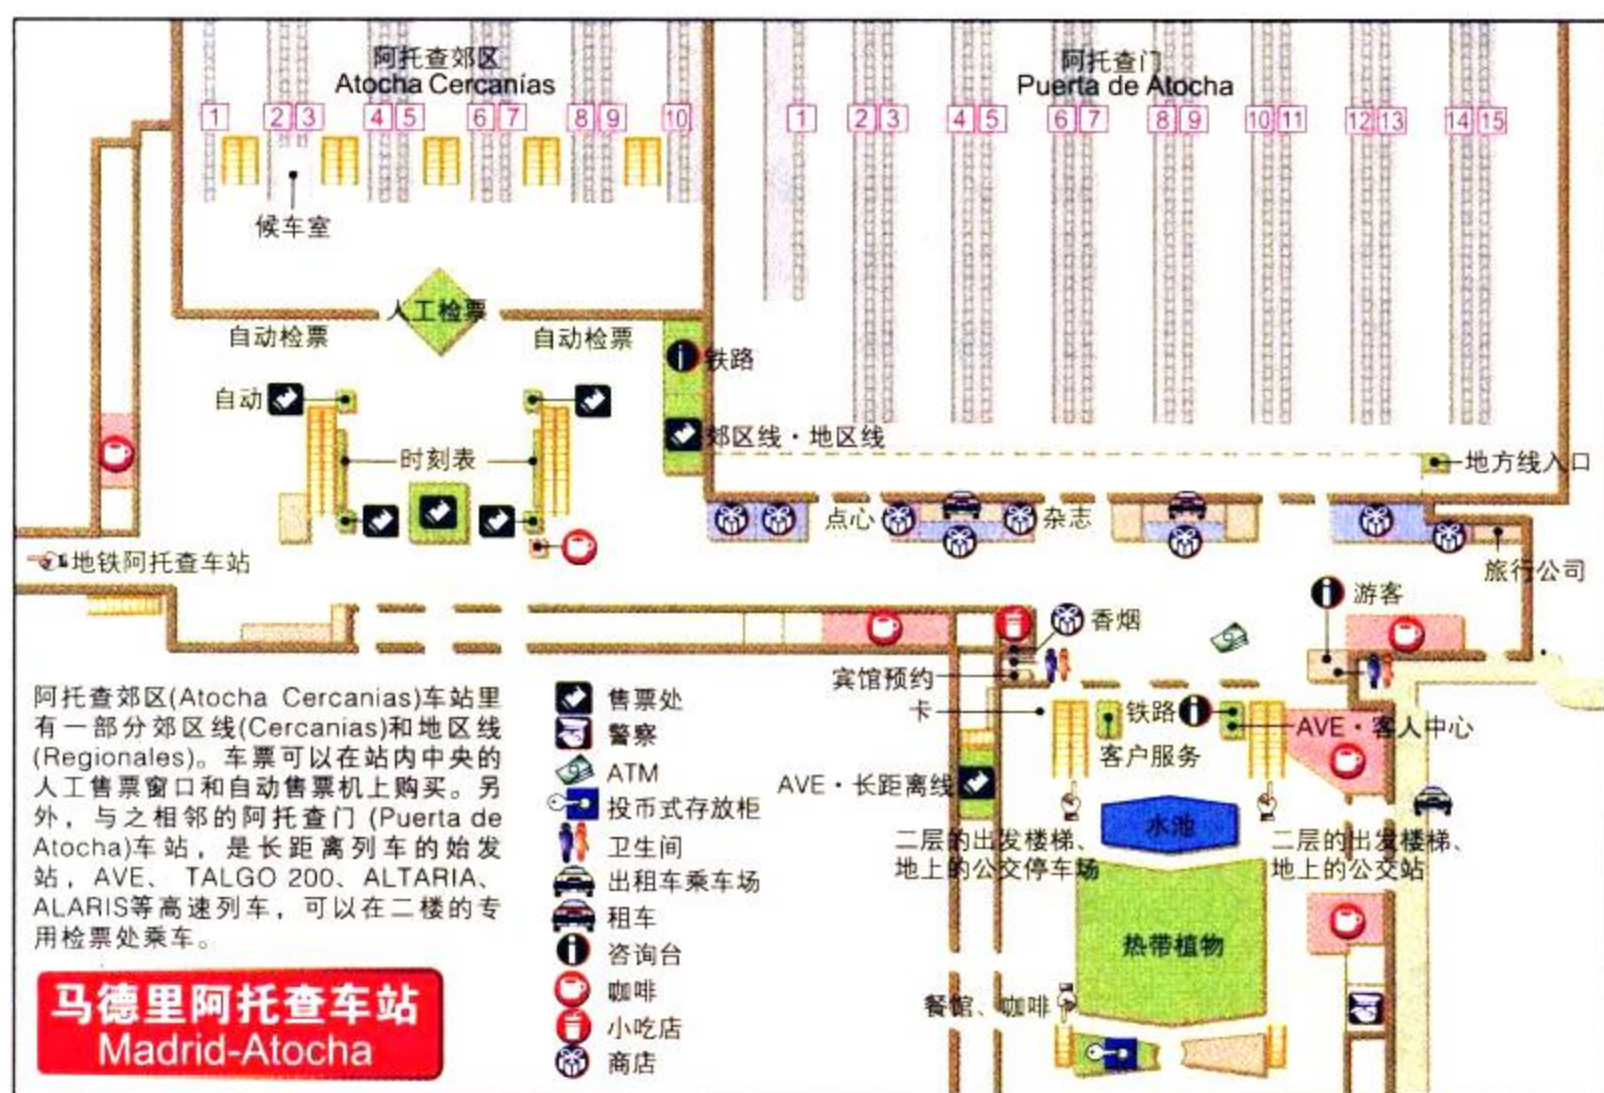 阿托查郊区
Atocha Cercanías
阿托查门
Puerta de Atocha
1 2 3 4 5 6 7 8 9 10
1 2 3 4 5 6 7 8 9 10 11 12 13 14 15
候车室
人工检票
自动检票
自动检票
铁路
自动
郊区线·地区线
时刻表
地方线入口
点心
杂志
地铁阿托查车站
旅行公司
游客
香烟
宾馆预约
卡
铁路
AVE·客人中心
客户服务
AVE·长距离线
水池
二层的出发楼梯、
地上的公交停车场
二层的出发楼梯、
地上的公交站
热带植物
餐馆、咖啡
阿托查郊区(Atocha Cercanias)车站里
有一部分郊区线(Cercanias)和地区线
(Regionales)。车票可以在站内中央的
人工售票窗口和自动售票机上购买。另
外，与之相邻的阿托查门 (Puerta de
Atocha)车站，是长距离列车的始发
站，AVE、 TALGO 200、ALTARIA、
ALARIS等高速列车，可以在二楼的专
用检票处乘车。
售票处
警察
ATM
投币式存放柜
卫生间
出租车乘车场
租车
咨询台
咖啡
小吃店
商店
马德里阿托查车站
Madrid-Atocha